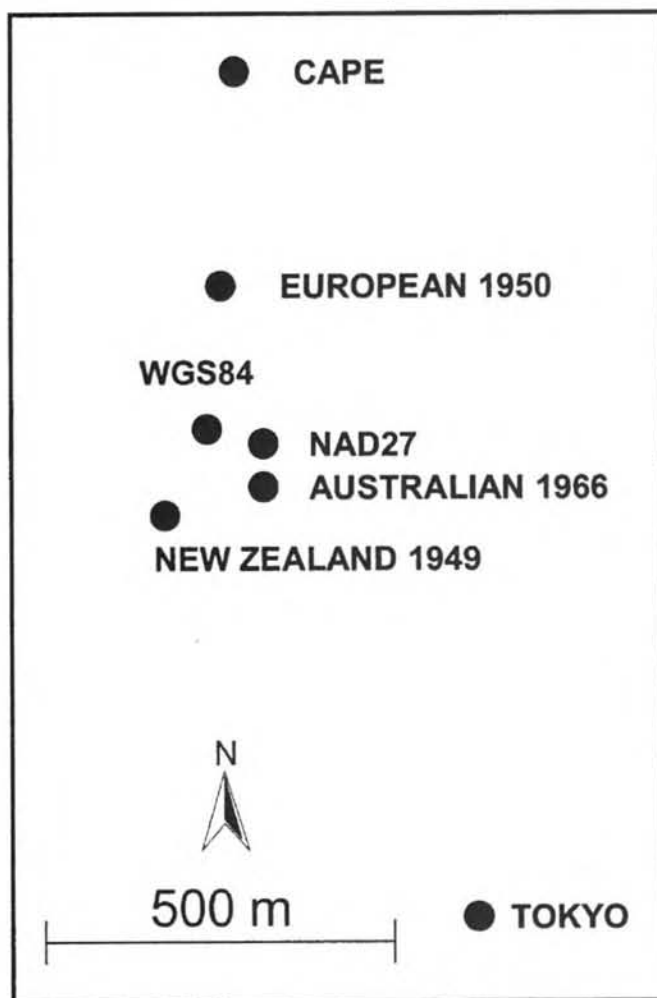 CAPE
EUROPEAN 1950
WGS84
NAD27
AUSTRALIAN 1966
NEW ZEALAND 1949
N
500 m
TOKYO